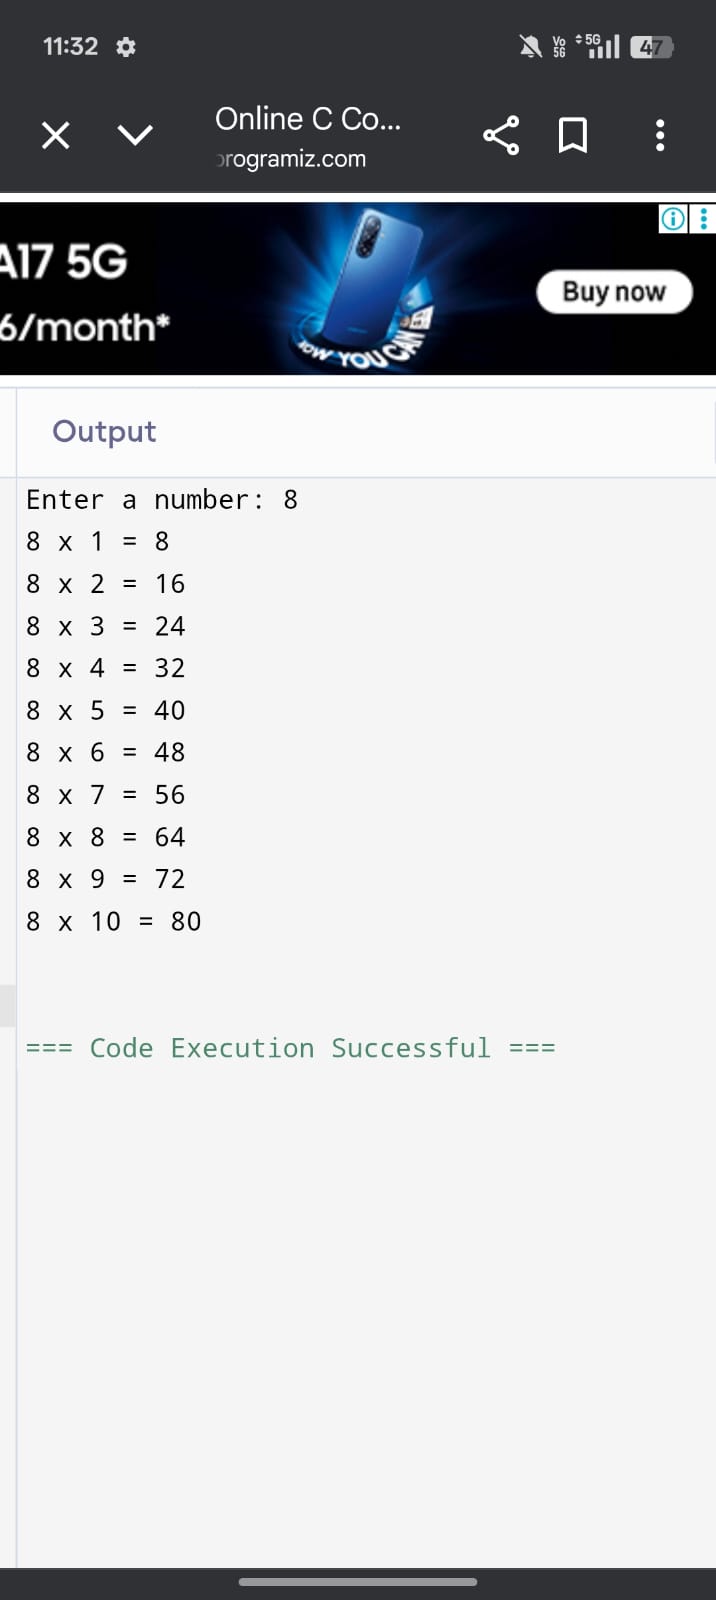 11:32
Vo 5G
5G
47
Online C Co...
programiz.com
A17 5G
6/month*
Buy now
NOW YOU CAN
Output
Enter a number: 8
8 x 1 = 8
8 x 2 = 16
8 x 3 = 24
8 x 4 = 32
8 x 5 = 40
8 x 6 = 48
8 x 7 = 56
8 x 8 = 64
8 x 9 = 72
8 x 10 = 80
=== Code Execution Successful ===